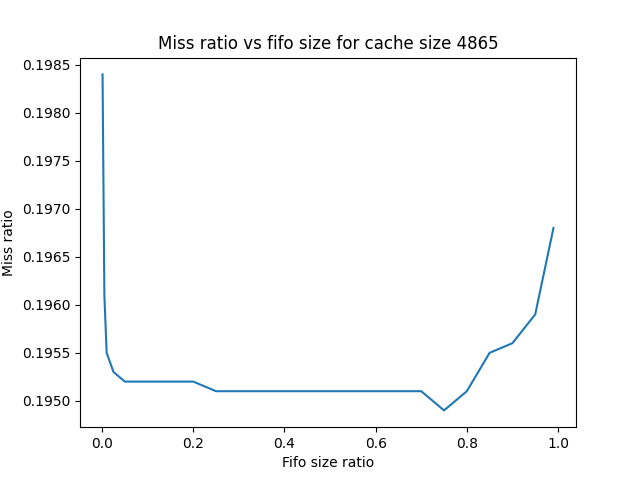 Miss ratio vs fifo size for cache size 4865
Miss ratio
0.1985
0.1980
0.1975
0.1970
0.1965
0.1960
0.1955
0.1950
0.0 0.2 0.4 0.6 0.8 1.0
Fifo size ratio